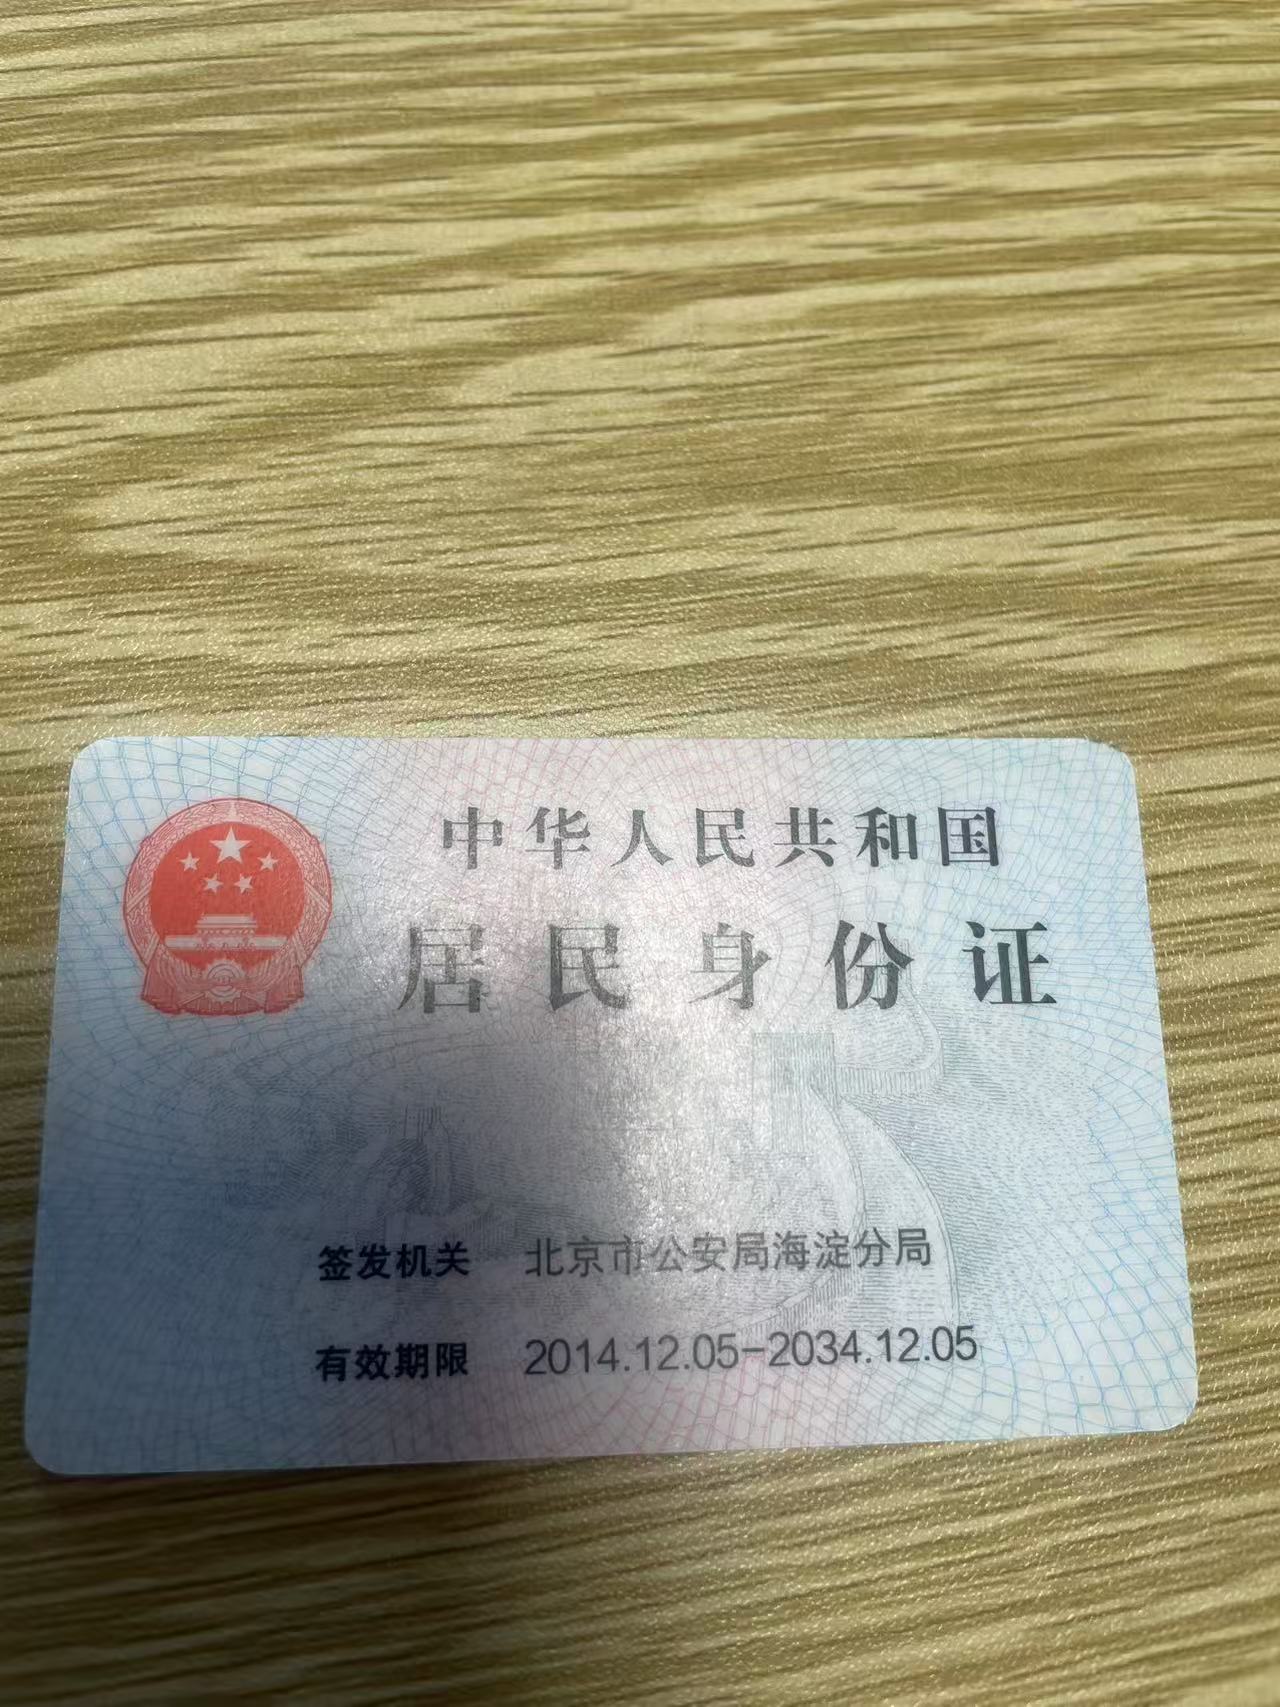 中华人民共和国
居民身份证
签发机关 北京市公安局海淀分局
有效期限 2014.12.05-2034.12.05